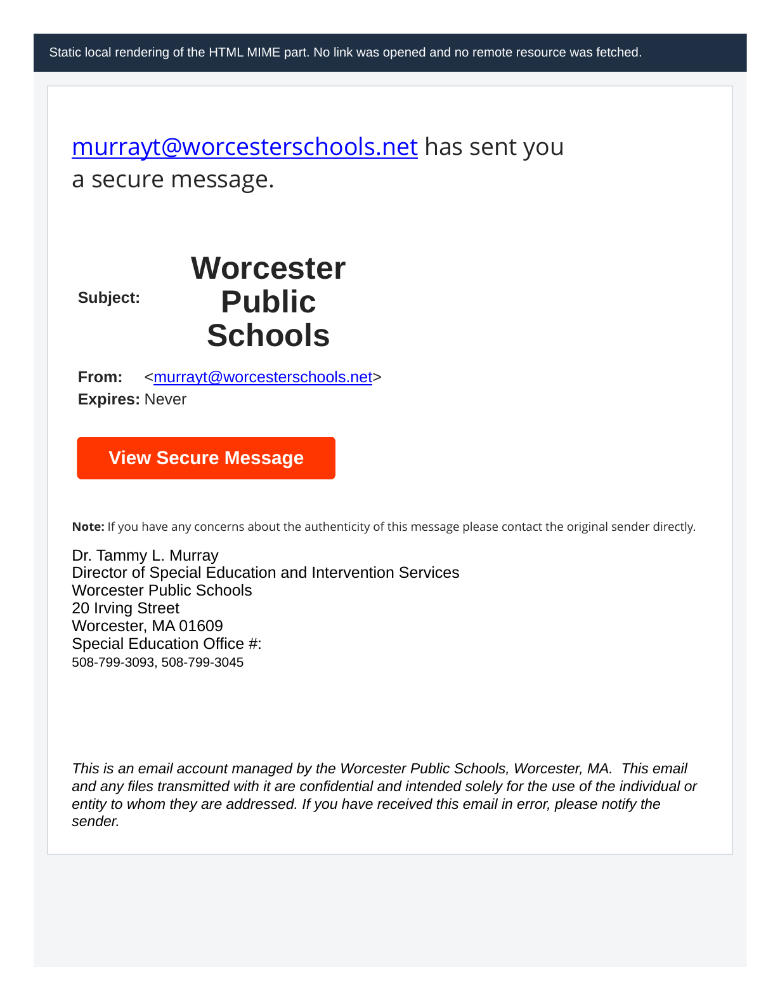 Static local rendering of the HTML MIME part. No link was opened and no remote resource was fetched.
murrayt@worcesterschools.net has sent you
a secure message.
Subject:
Worcester
Public
Schools
From: <murrayt@worcesterschools.net>
Expires: Never
View Secure Message
Note: If you have any concerns about the authenticity of this message please contact the original sender directly.
Dr. Tammy L. Murray
Director of Special Education and Intervention Services
Worcester Public Schools
20 Irving Street
Worcester, MA 01609
Special Education Office #:
508-799-3093, 508-799-3045
This is an email account managed by the Worcester Public Schools, Worcester, MA.  This email
and any files transmitted with it are confidential and intended solely for the use of the individual or
entity to whom they are addressed. If you have received this email in error, please notify the
sender.